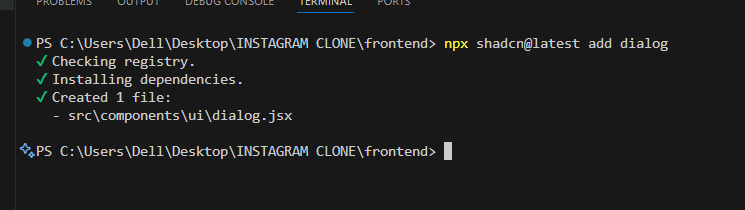 PROBLEMS OUTPUT DEBUG CONSOLE TERMINAL PORTS
PS C:\Users\Dell\Desktop\INSTAGRAM CLONE\frontend> npx shadcn@latest add dialog
✓ Checking registry.
✓ Installing dependencies.
✓ Created 1 file:
- src\components\ui\dialog.jsx
PS C:\Users\Dell\Desktop\INSTAGRAM CLONE\frontend>